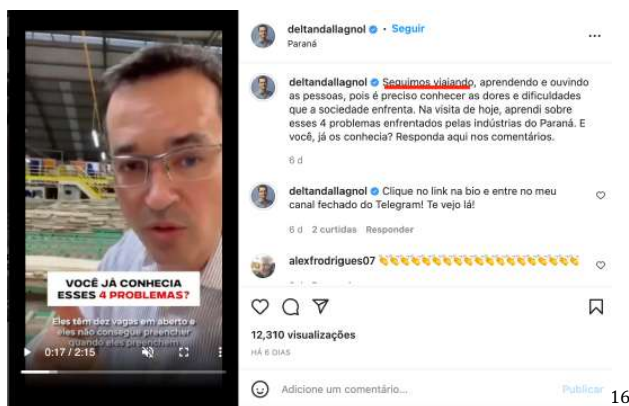 deltandallagnol • Seguir
Paraná
deltandallagnol Seguimos viajando, aprendendo e ouvindo
as pessoas, pois é preciso conhecer as dores e dificuldades
que a sociedade enfrenta. Na visita de hoje, aprendi sobre
esses 4 problemas enfrentados pelas indústrias do Paraná. E
você, já os conhecia? Responda aqui nos comentários.
6 d
deltandallagnol Clique no link na bio e entre no meu
canal fechado do Telegram! Te vejo lá!
6 d 2 curtidas Responder
alexfrodrigues07 👏👏👏👏👏👏👏👏👏👏👏👏👏👏👏👏👏
VOCÊ JÁ CONHECIA
ESSES 4 PROBLEMAS?
Eles têm dez vagas em aberto e
eles não consegue preencher
quando eles preenchem
0:17 / 2:15
12,310 visualizações
HÁ 6 DIAS
Adicione um comentário... Publicar
16